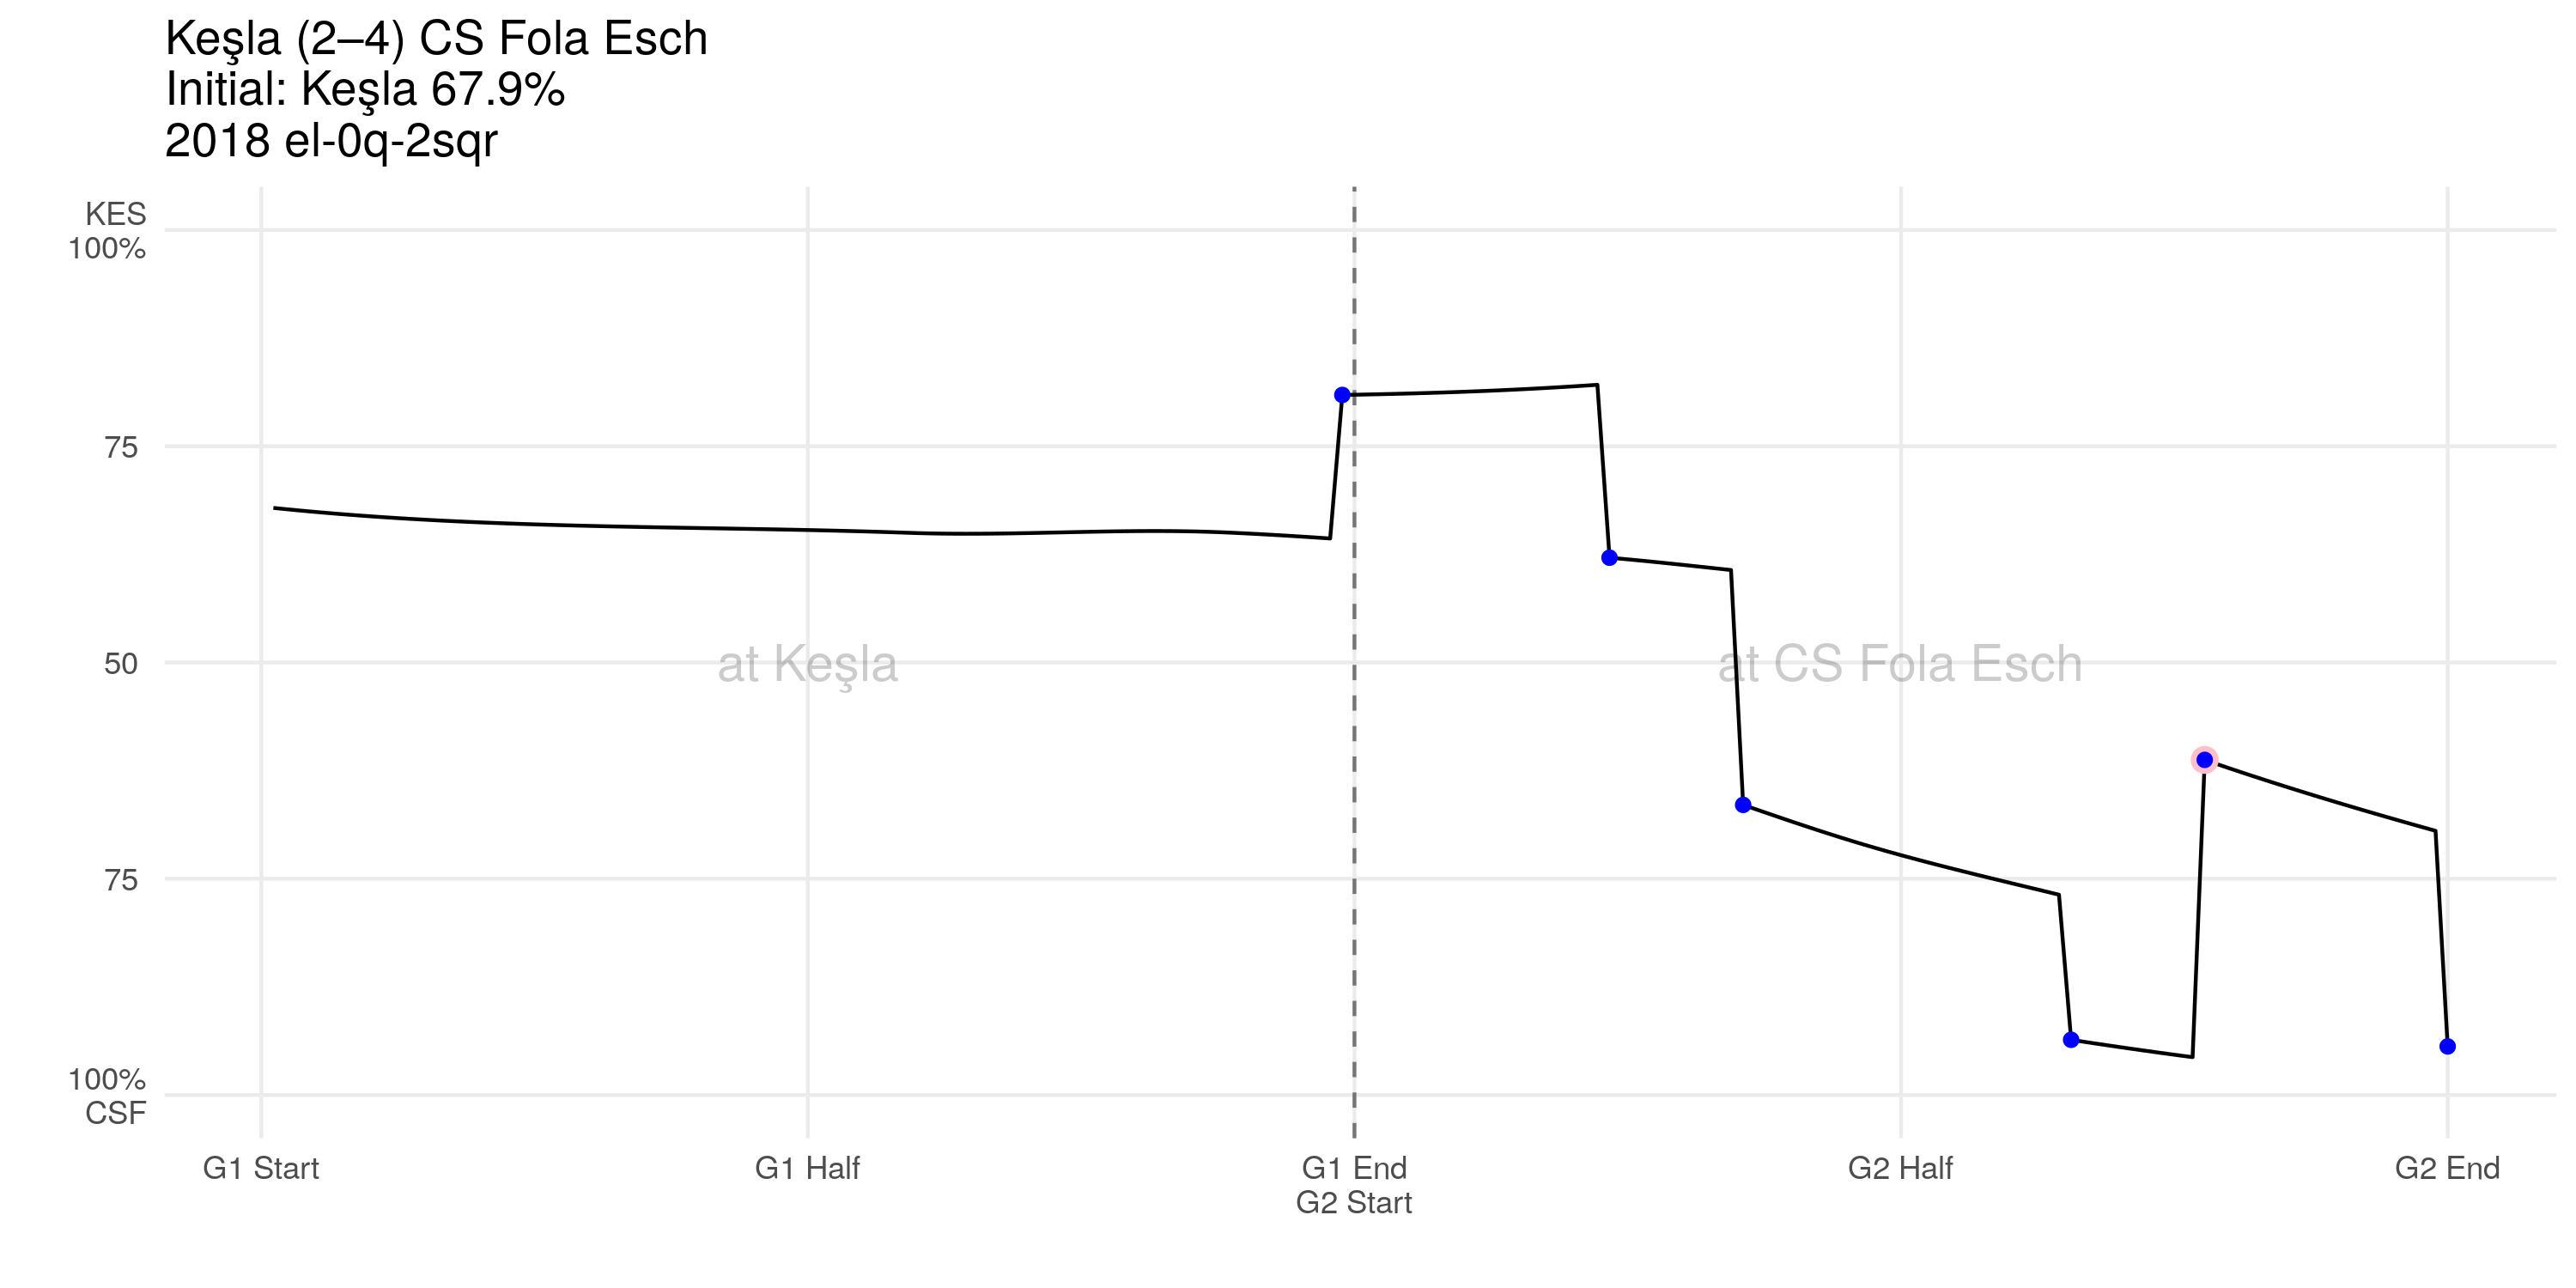 Keşla (2–4) CS Fola Esch
Initial: Keşla 67.9%
2018 el-0q-2sqr
KES
100%
75
50
75
100%
CSF
at Keşla
at CS Fola Esch
G1 Start
G1 Half
G1 End
G2 Start
G2 Half
G2 End